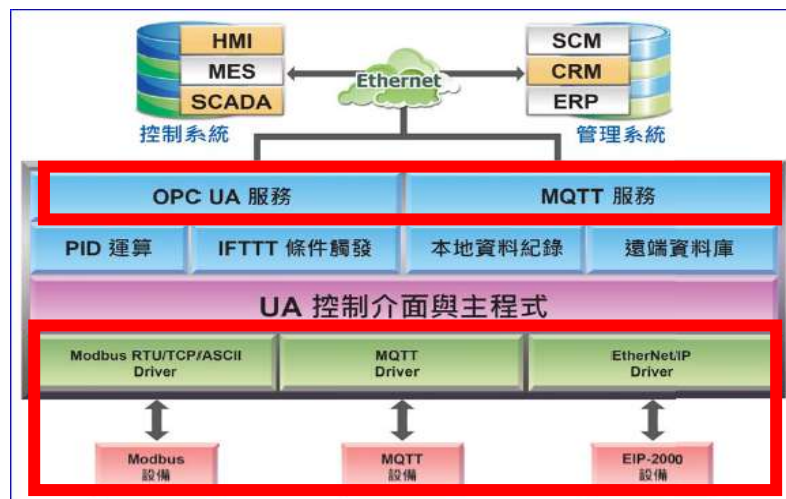 HMI
MES
SCADA
控制系統
Ethernet
SCM
CRM
ERP
管理系統
OPC UA 服務
MQTT 服務
PID 運算
IFTTT 條件觸發
本地資料紀錄
遠端資料庫
UA 控制介面與主程式
Modbus RTU/TCP/ASCII
Driver
MQTT
Driver
EtherNet/IP
Driver
Modbus
設備
MQTT
設備
EIP-2000
設備